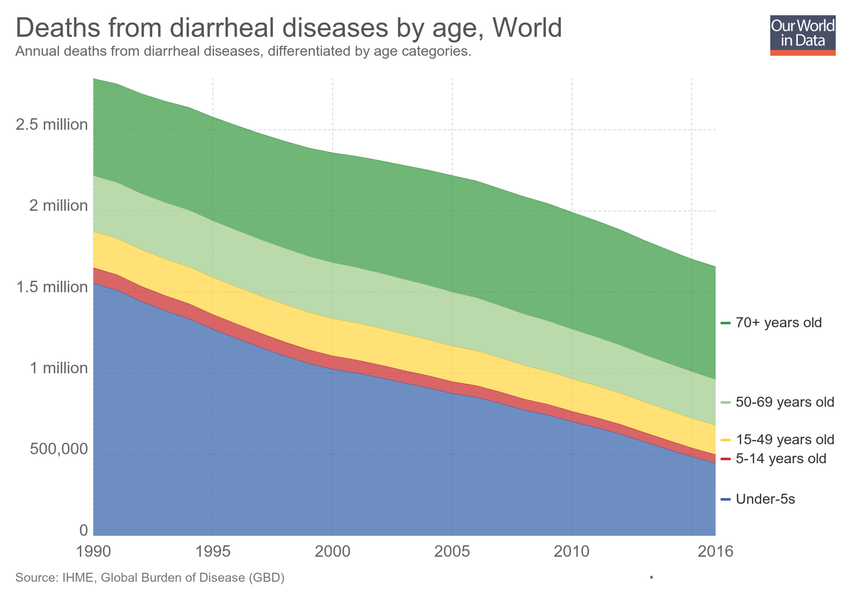 Deaths from diarrheal diseases by age, World
Annual deaths from diarrheal diseases, differentiated by age categories.
Our World
in Data
2.5 million
2 million
1.5 million
1 million
500,000
0
70+ years old
50-69 years old
15-49 years old
5-14 years old
Under-5s
1990 1995 2000 2005 2010 2016
Source: IHME, Global Burden of Disease (GBD)